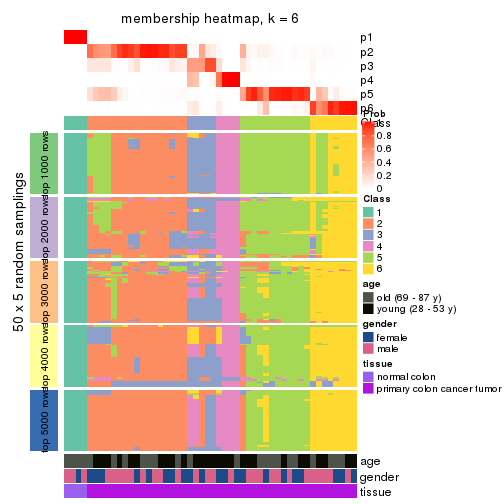 membership heatmap, k = 6
p1
p2
p3
p4
p5
p6
Class
50 x 5 random samplings
top 1000 rows
top 2000 rows
top 3000 rows
top 4000 rows
top 5000 rows
age
gender
tissue
Prob
1
0.8
0.6
0.4
0.2
0
Class
1
2
3
4
5
6
age
old (69 - 87 y)
young (28 - 53 y)
gender
female
male
tissue
normal colon
primary colon cancer tumor